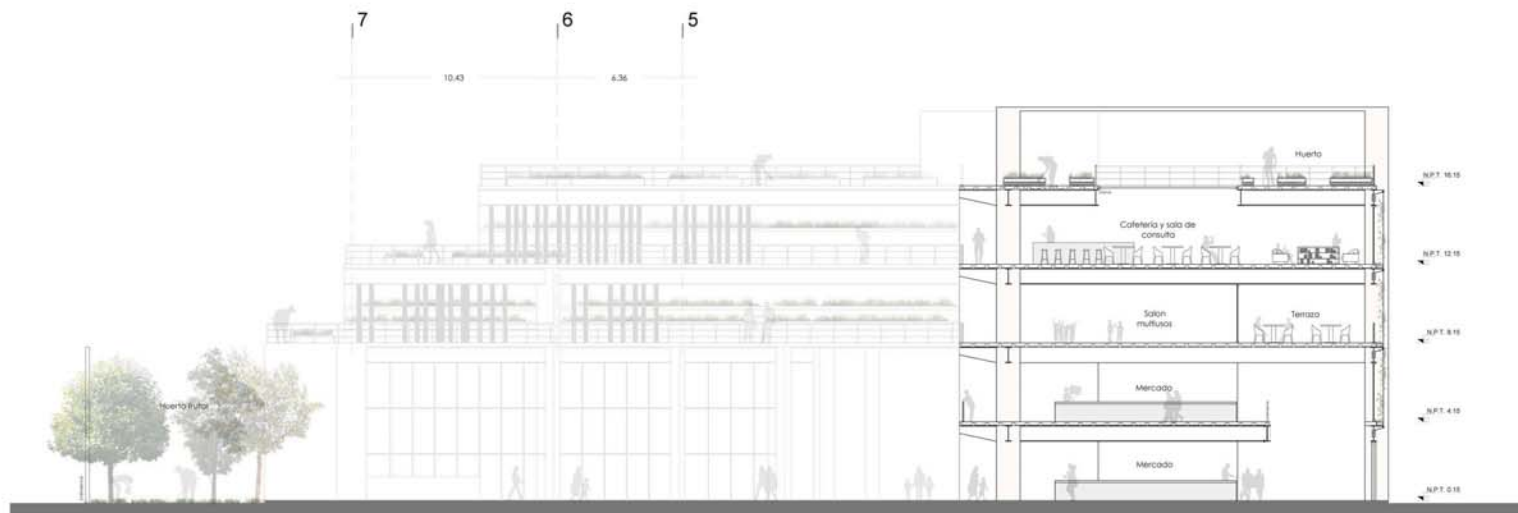 7
6
5
10.43
6.36
Huerto
N.P.T. 16.15
Cafetería y sala de
consulta
N.P.T. 12.15
Salon
multiusos
Terraza
N.P.T. 8.15
Huerto frutal
Mercado
N.P.T. 4.15
Mercado
N.P.T. 0.15